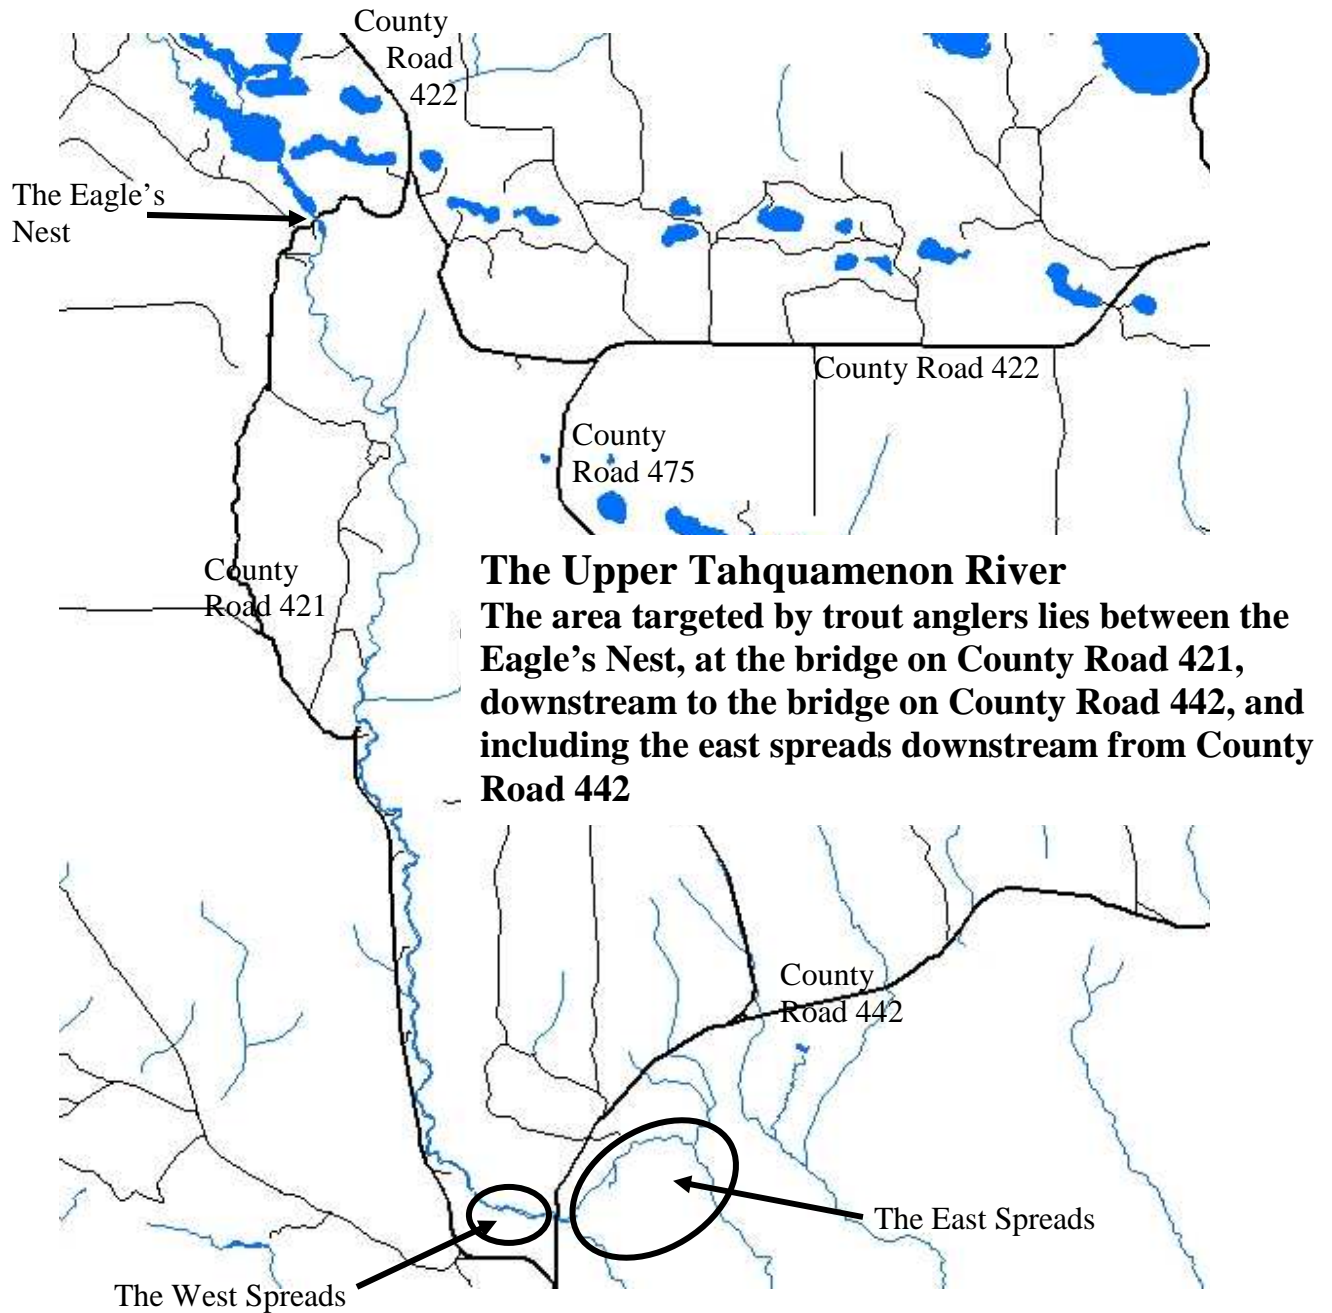 County
Road
422
The Eagle's
Nest
County Road 422
County
Road 475
County
Road 421
The Upper Tahquamenon River
The area targeted by trout anglers lies between the
Eagle's Nest, at the bridge on County Road 421,
downstream to the bridge on County Road 442, and
including the east spreads downstream from County
Road 442
County
Road 442
The East Spreads
The West Spreads